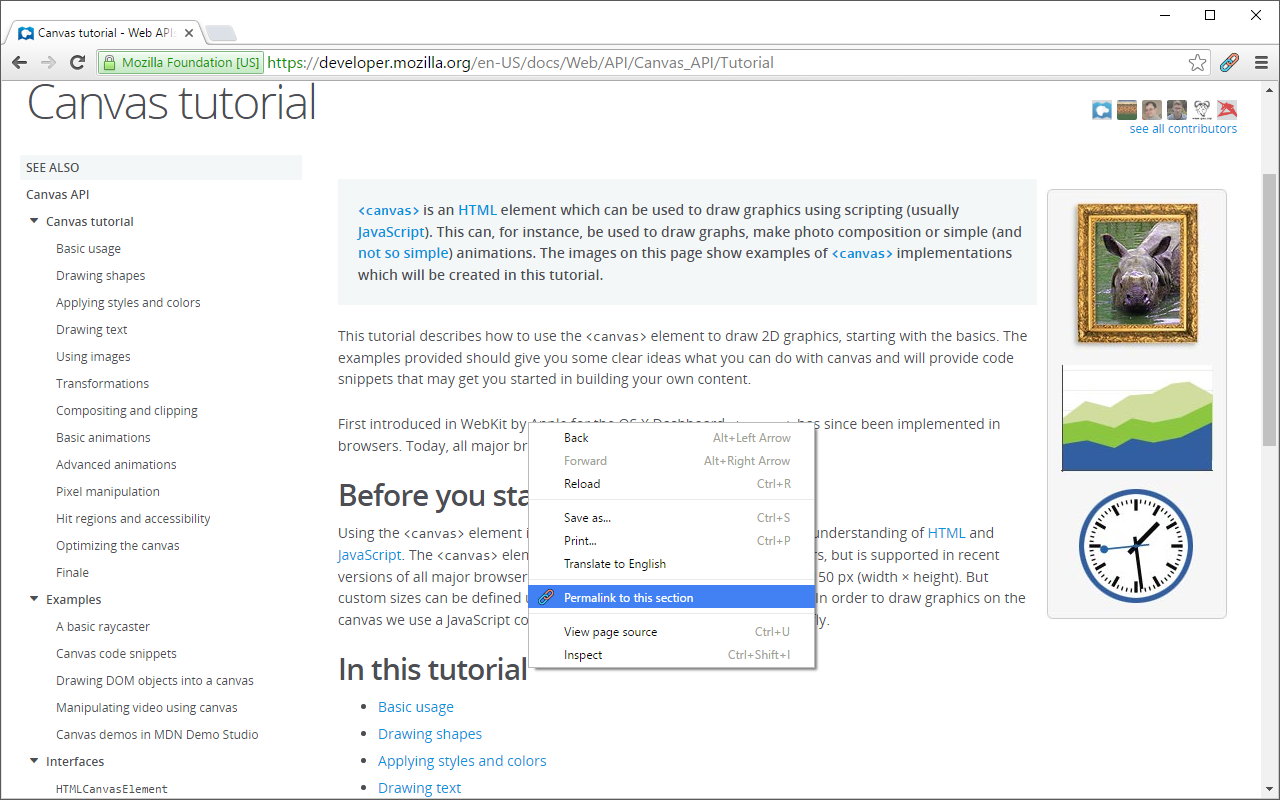 Canvas tutorial - Web APIs
Mozilla Foundation [US]
https://developer.mozilla.org/en-US/docs/Web/API/Canvas_API/Tutorial
Canvas tutorial
see all contributors
SEE ALSO
Canvas API
Canvas tutorial
Basic usage
Drawing shapes
Applying styles and colors
Drawing text
Using images
Transformations
Compositing and clipping
Basic animations
Advanced animations
Pixel manipulation
Hit regions and accessibility
Optimizing the canvas
Finale
Examples
A basic raycaster
Canvas code snippets
Drawing DOM objects into a canvas
Manipulating video using canvas
Canvas demos in MDN Demo Studio
Interfaces
HTMLCanvasElement
<canvas> is an HTML element which can be used to draw graphics using scripting (usually
JavaScript). This can, for instance, be used to draw graphs, make photo composition or simple (and
not so simple) animations. The images on this page show examples of <canvas> implementations
which will be created in this tutorial.
This tutorial describes how to use the <canvas> element to draw 2D graphics, starting with the basics. The
examples provided should give you some clear ideas what you can do with canvas and will provide code
snippets that may get you started in building your own content.
First introduced in WebKit by Apple for the OS X Dashboard, has since been implemented in
browsers. Today, all major br
Before you sta
Using the <canvas> element i understanding of HTML and
JavaScript. The <canvas> elem rs, but is supported in recent
versions of all major browser 50 px (width × height). But
custom sizes can be defined u In order to draw graphics on the
canvas we use a JavaScript co ly.
Back Alt+Left Arrow
Forward Alt+Right Arrow
Reload Ctrl+R
Save as... Ctrl+S
Print... Ctrl+P
Translate to English
Permalink to this section
View page source Ctrl+U
Inspect Ctrl+Shift+I
In this tutorial
Basic usage
Drawing shapes
Applying styles and colors
Drawing text